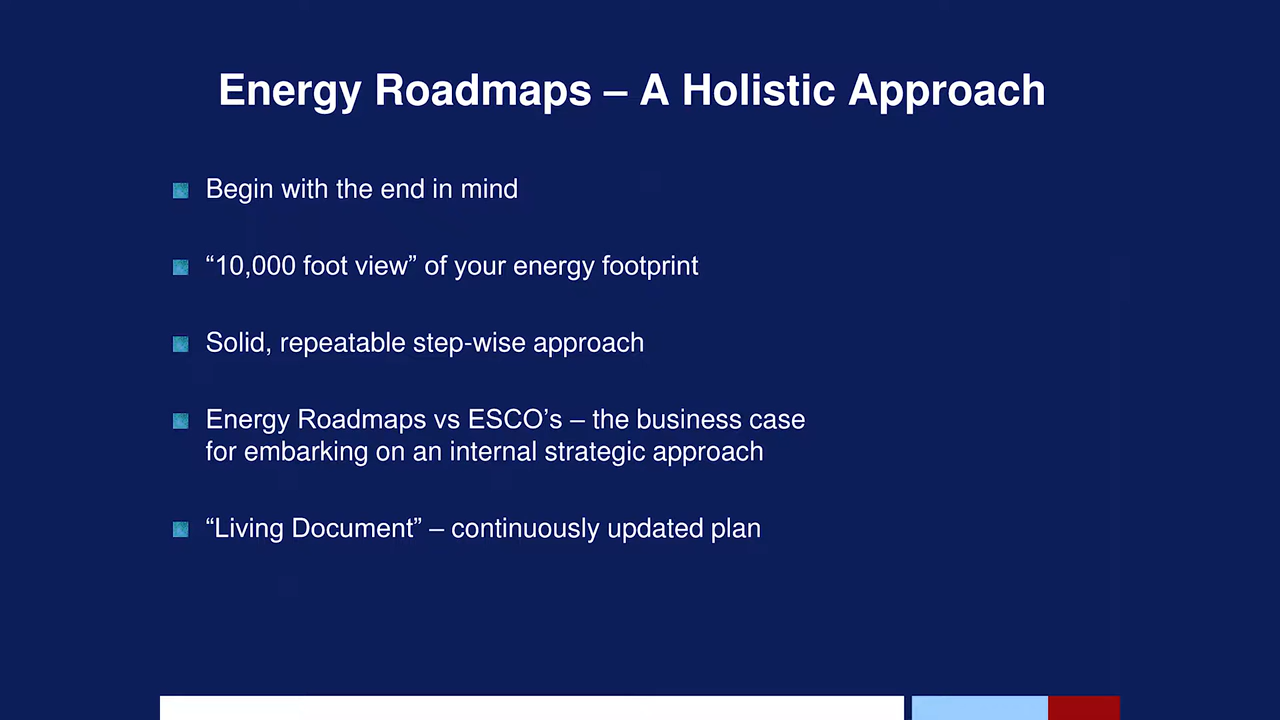 Energy Roadmaps – A Holistic Approach
Begin with the end in mind
“10,000 foot view” of your energy footprint
Solid, repeatable step-wise approach
Energy Roadmaps vs ESCO’s – the business case
for embarking on an internal strategic approach
“Living Document” – continuously updated plan